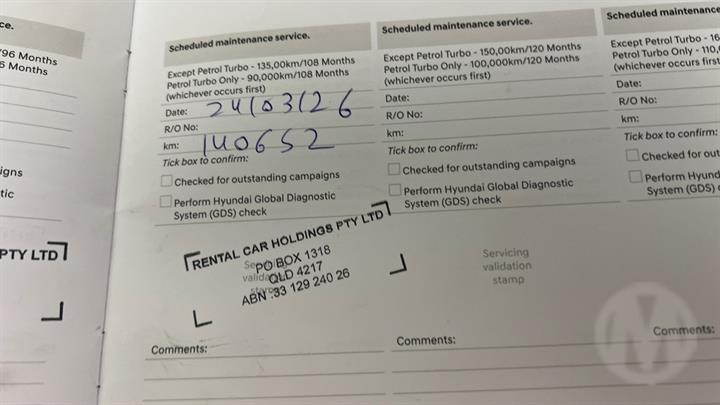 ce.
/96 Months
6 Months
igns
tic
PTY LTD
Scheduled maintenance service.
Except Petrol Turbo - 135,00km/108 Months
Petrol Turbo Only - 90,000km/108 Months
(whichever occurs first)
Date: 24/03/26
R/O No:
km: 140652
Tick box to confirm:
Checked for outstanding campaigns
Perform Hyundai Global Diagnostic
System (GDS) check
RENTAL CAR HOLDINGS PTY LTD
PO BOX 1318
QLD 4217
ABN :33 129 240 26
Comments:
Scheduled maintenance service.
Except Petrol Turbo - 150,00km/120 Months
Petrol Turbo Only - 100,000km/120 Months
(whichever occurs first)
Date:
R/O No:
km:
Tick box to confirm:
Checked for outstanding campaigns
Perform Hyundai Global Diagnostic
System (GDS) check
Servicing
validation
stamp
Comments:
Scheduled maintenance
Except Petrol Turbo - 16
Petrol Turbo Only - 110,
(whichever occurs first
Date:
R/O No:
km:
Tick box to confirm:
Checked for out
Perform Hyund
System (GDS) c
Comments: